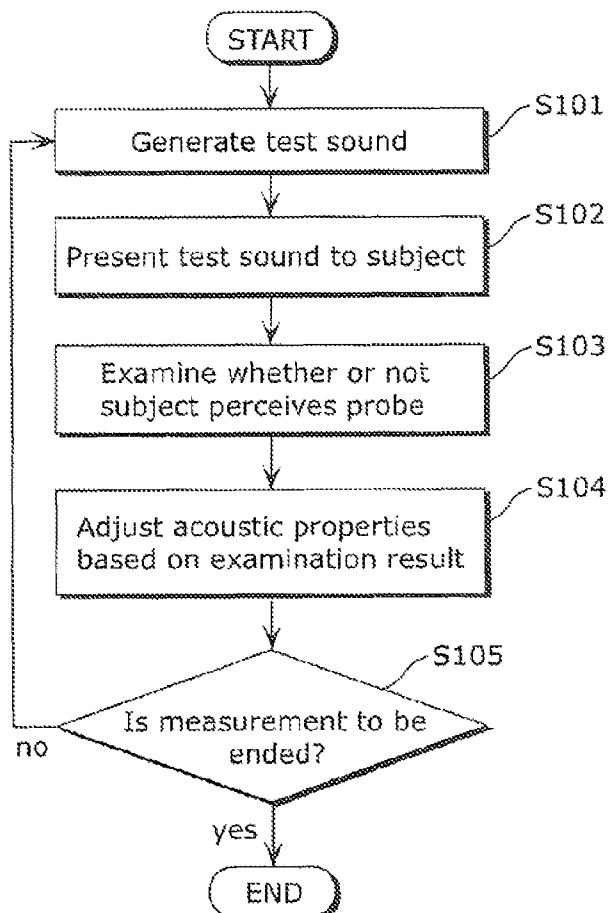 START
S101
Generate test sound
S102
Present test sound to subject
S103
Examine whether or not
subject perceives probe
S104
Adjust acoustic properties
based on examination result
S105
Is measurement to be
ended?
no
yes
END